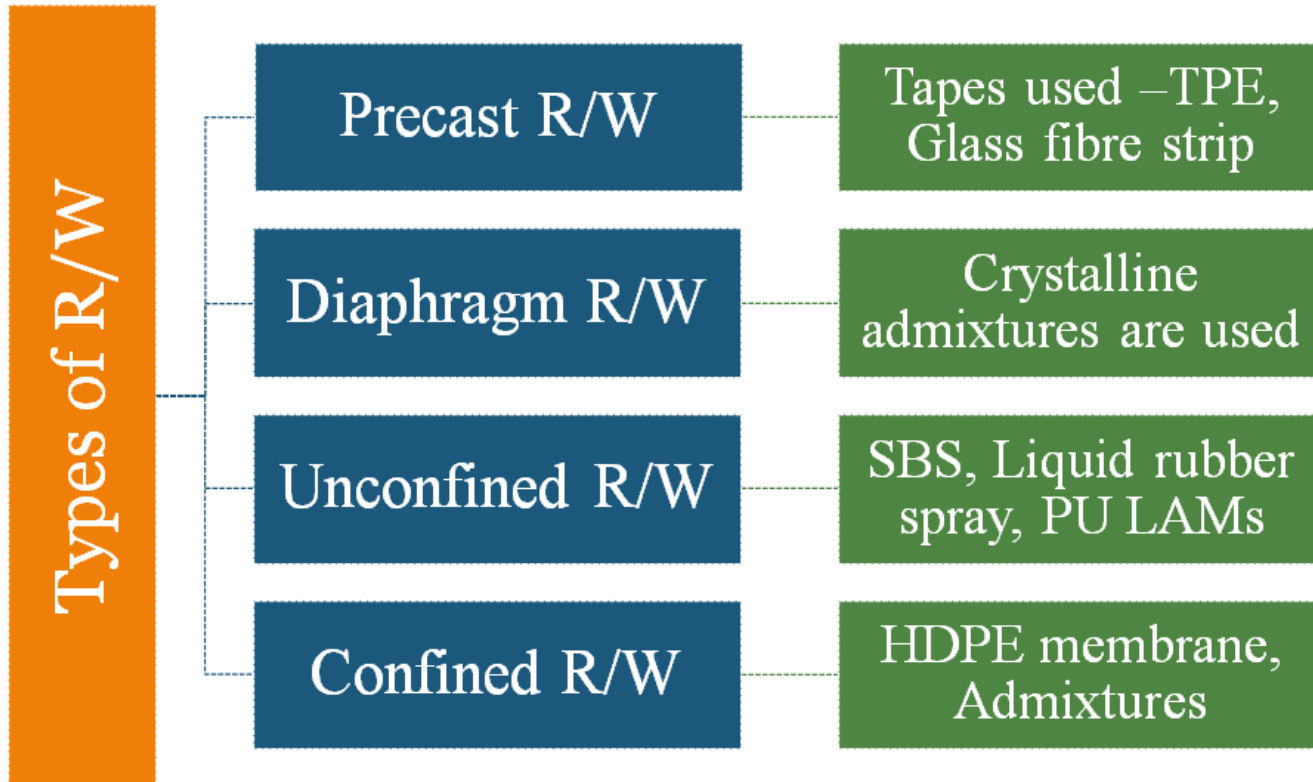 Types of R/W
Precast R/W
Tapes used –TPE,
Glass fibre strip
Diaphragm R/W
Crystalline
admixtures are used
Unconfined R/W
SBS, Liquid rubber
spray, PU LAMs
Confined R/W
HDPE membrane,
Admixtures